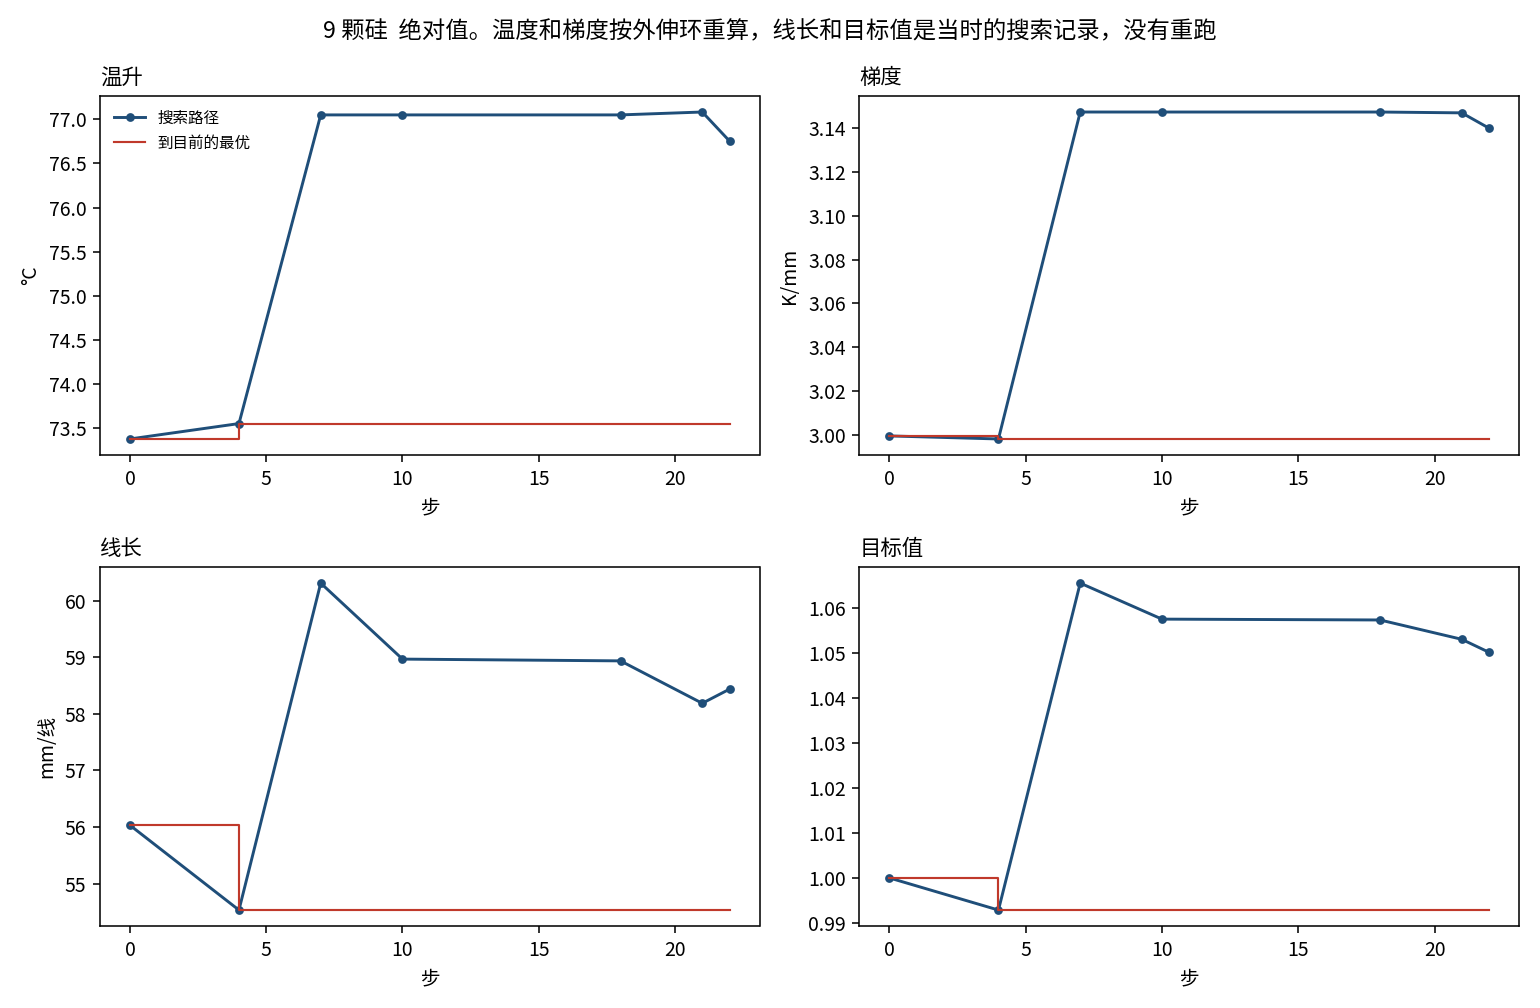 9 颗硅  绝对值。温度和梯度按外伸环重算，线长和目标值是当时的搜索记录，没有重跑
温升
77.0
76.5
76.0
75.5
75.0
74.5
74.0
73.5
℃
搜索路径
到目前的最优
0 5 10 15 20
步
梯度
3.14
3.12
3.10
3.08
3.06
3.04
3.02
3.00
K/mm
0 5 10 15 20
步
线长
60
59
58
57
56
55
mm/线
0 5 10 15 20
步
目标值
1.06
1.05
1.04
1.03
1.02
1.01
1.00
0.99
0 5 10 15 20
步